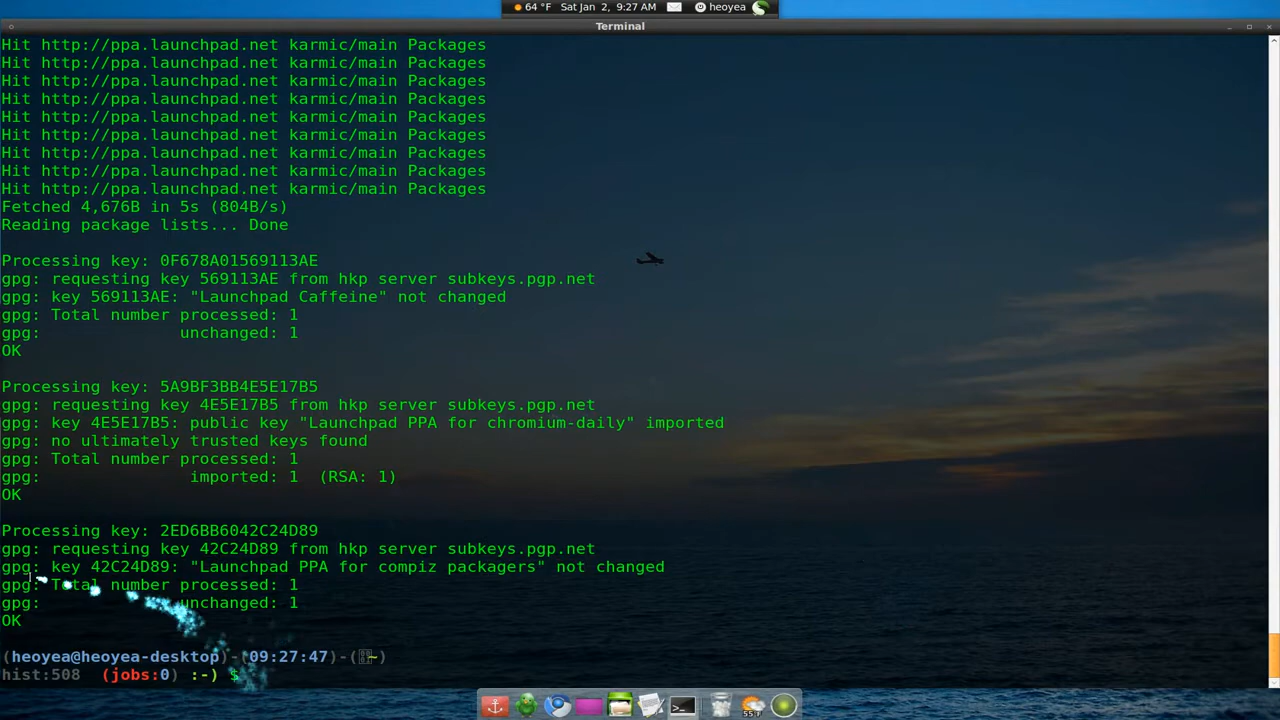 64 °F Sat Jan 2, 9:27 AM heoyea
Terminal
Hit http://ppa.launchpad.net karmic/main Packages
Hit http://ppa.launchpad.net karmic/main Packages
Hit http://ppa.launchpad.net karmic/main Packages
Hit http://ppa.launchpad.net karmic/main Packages
Hit http://ppa.launchpad.net karmic/main Packages
Hit http://ppa.launchpad.net karmic/main Packages
Hit http://ppa.launchpad.net karmic/main Packages
Hit http://ppa.launchpad.net karmic/main Packages
Hit http://ppa.launchpad.net karmic/main Packages
Fetched 4,676B in 5s (804B/s)
Reading package lists... Done
Processing key: 0F678A01569113AE
gpg: requesting key 569113AE from hkp server subkeys.pgp.net
gpg: key 569113AE: "Launchpad Caffeine" not changed
gpg: Total number processed: 1
gpg: unchanged: 1
OK
Processing key: 5A9BF3BB4E5E17B5
gpg: requesting key 4E5E17B5 from hkp server subkeys.pgp.net
gpg: key 4E5E17B5: public key "Launchpad PPA for chromium-daily" imported
gpg: no ultimately trusted keys found
gpg: Total number processed: 1
gpg: imported: 1 (RSA: 1)
OK
Processing key: 2ED6BB6042C24D89
gpg: requesting key 42C24D89 from hkp server subkeys.pgp.net
gpg: key 42C24D89: "Launchpad PPA for compiz packagers" not changed
gpg: Total number processed: 1
gpg: unchanged: 1
OK
(heoyea@heoyea-desktop)-(09:27:47)-(~)
hist:508 (jobs:0) :-) $
>_
55 F